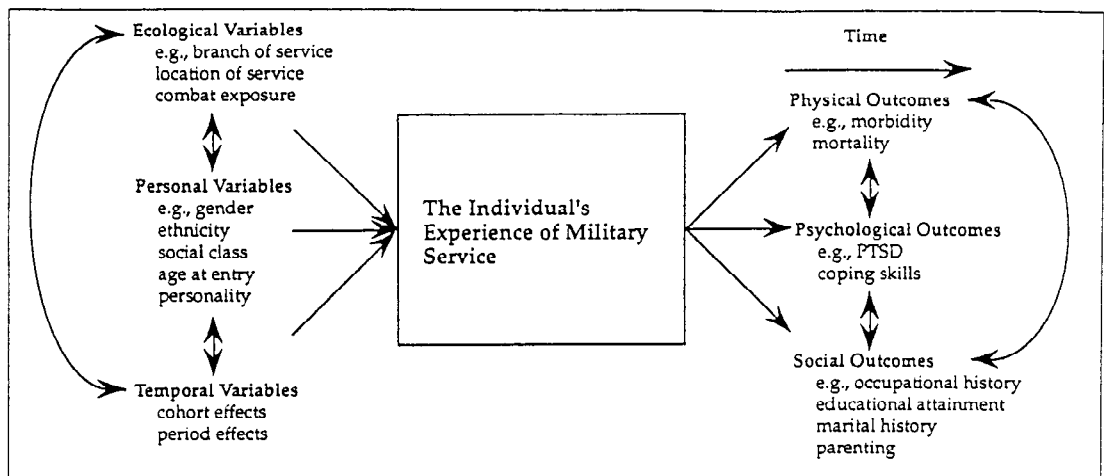 Ecological Variables
e.g., branch of service
location of service
combat exposure
Personal Variables
e.g., gender
ethnicity
social class
age at entry
personality
Temporal Variables
cohort effects
period effects
The Individual's
Experience of Military
Service
Time
Physical Outcomes
e.g., morbidity
mortality
Psychological Outcomes
e.g., PTSD
coping skills
Social Outcomes
e.g., occupational history
educational attainment
marital history
parenting